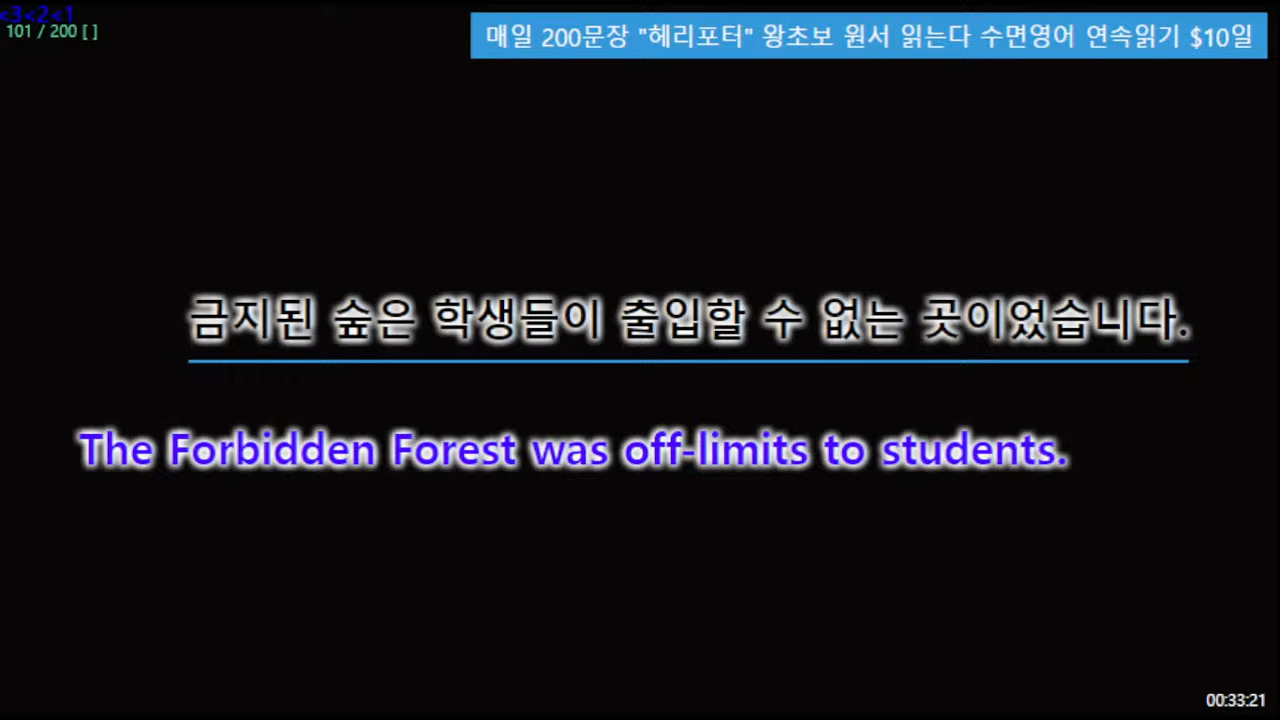 <3<2<1
101 / 200 [ ]
매일 200문장 "헤리포터" 왕초보 원서 읽는다 수면영어 연속읽기 $10일
금지된 숲은 학생들이 출입할 수 없는 곳이었습니다.
The Forbidden Forest was off-limits to students.
00:33:21